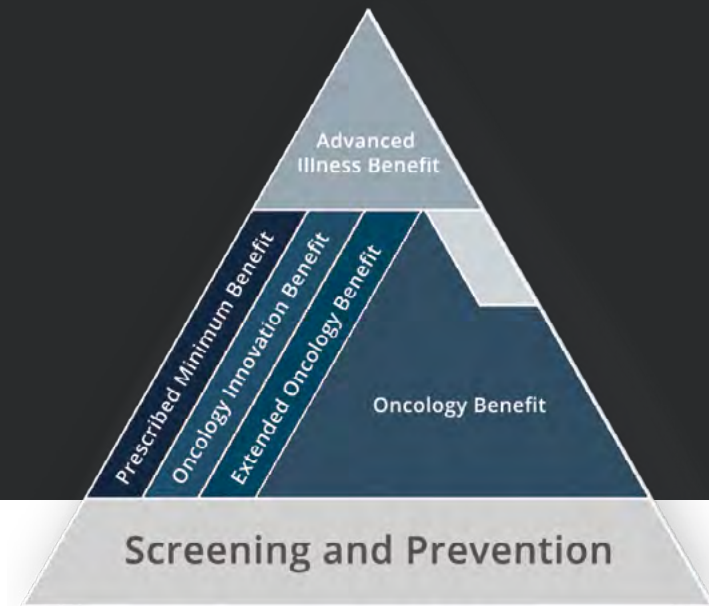 Advanced
Illness Benefit
Prescribed Minimum Benefit
Oncology Innovation Benefit
Extended Oncology Benefit
Oncology Benefit
Screening and Prevention